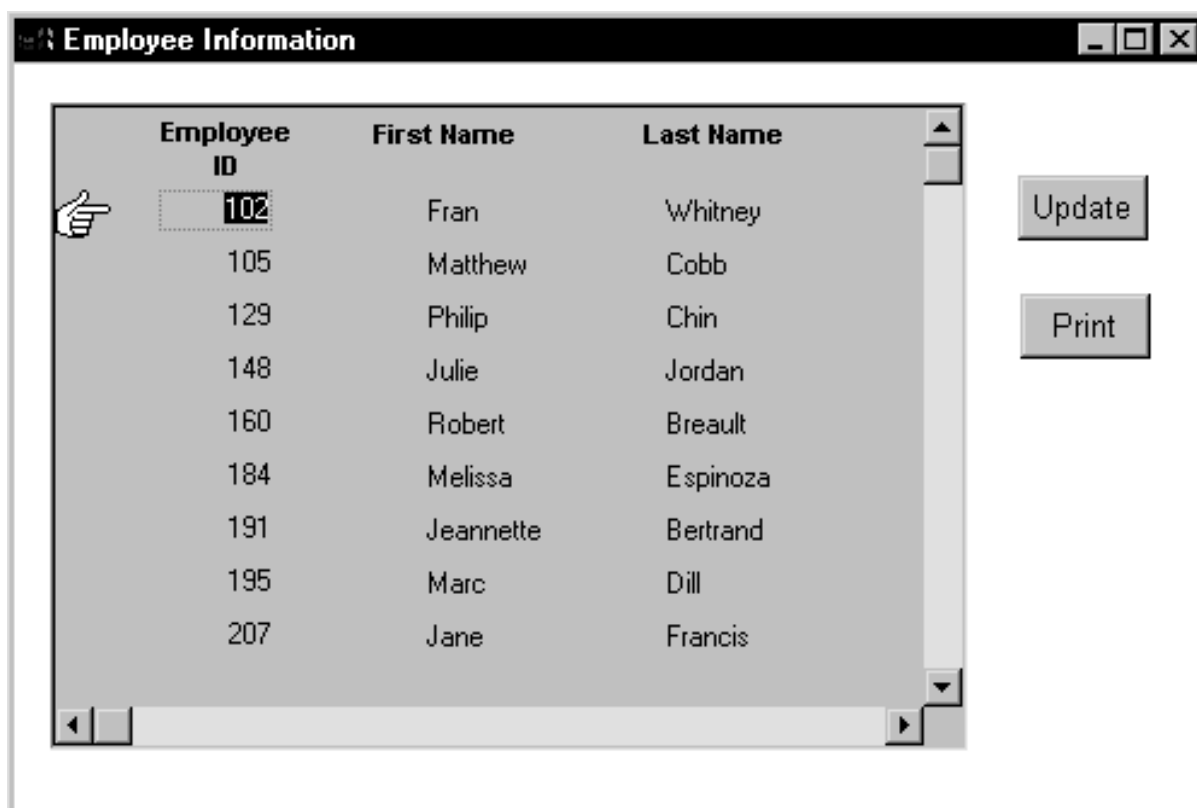 Employee Information
Employee ID First Name Last Name
102 Fran Whitney
105 Matthew Cobb
129 Philip Chin
148 Julie Jordan
160 Robert Breault
184 Melissa Espinoza
191 Jeannette Bertrand
195 Marc Dill
207 Jane Francis
Update
Print